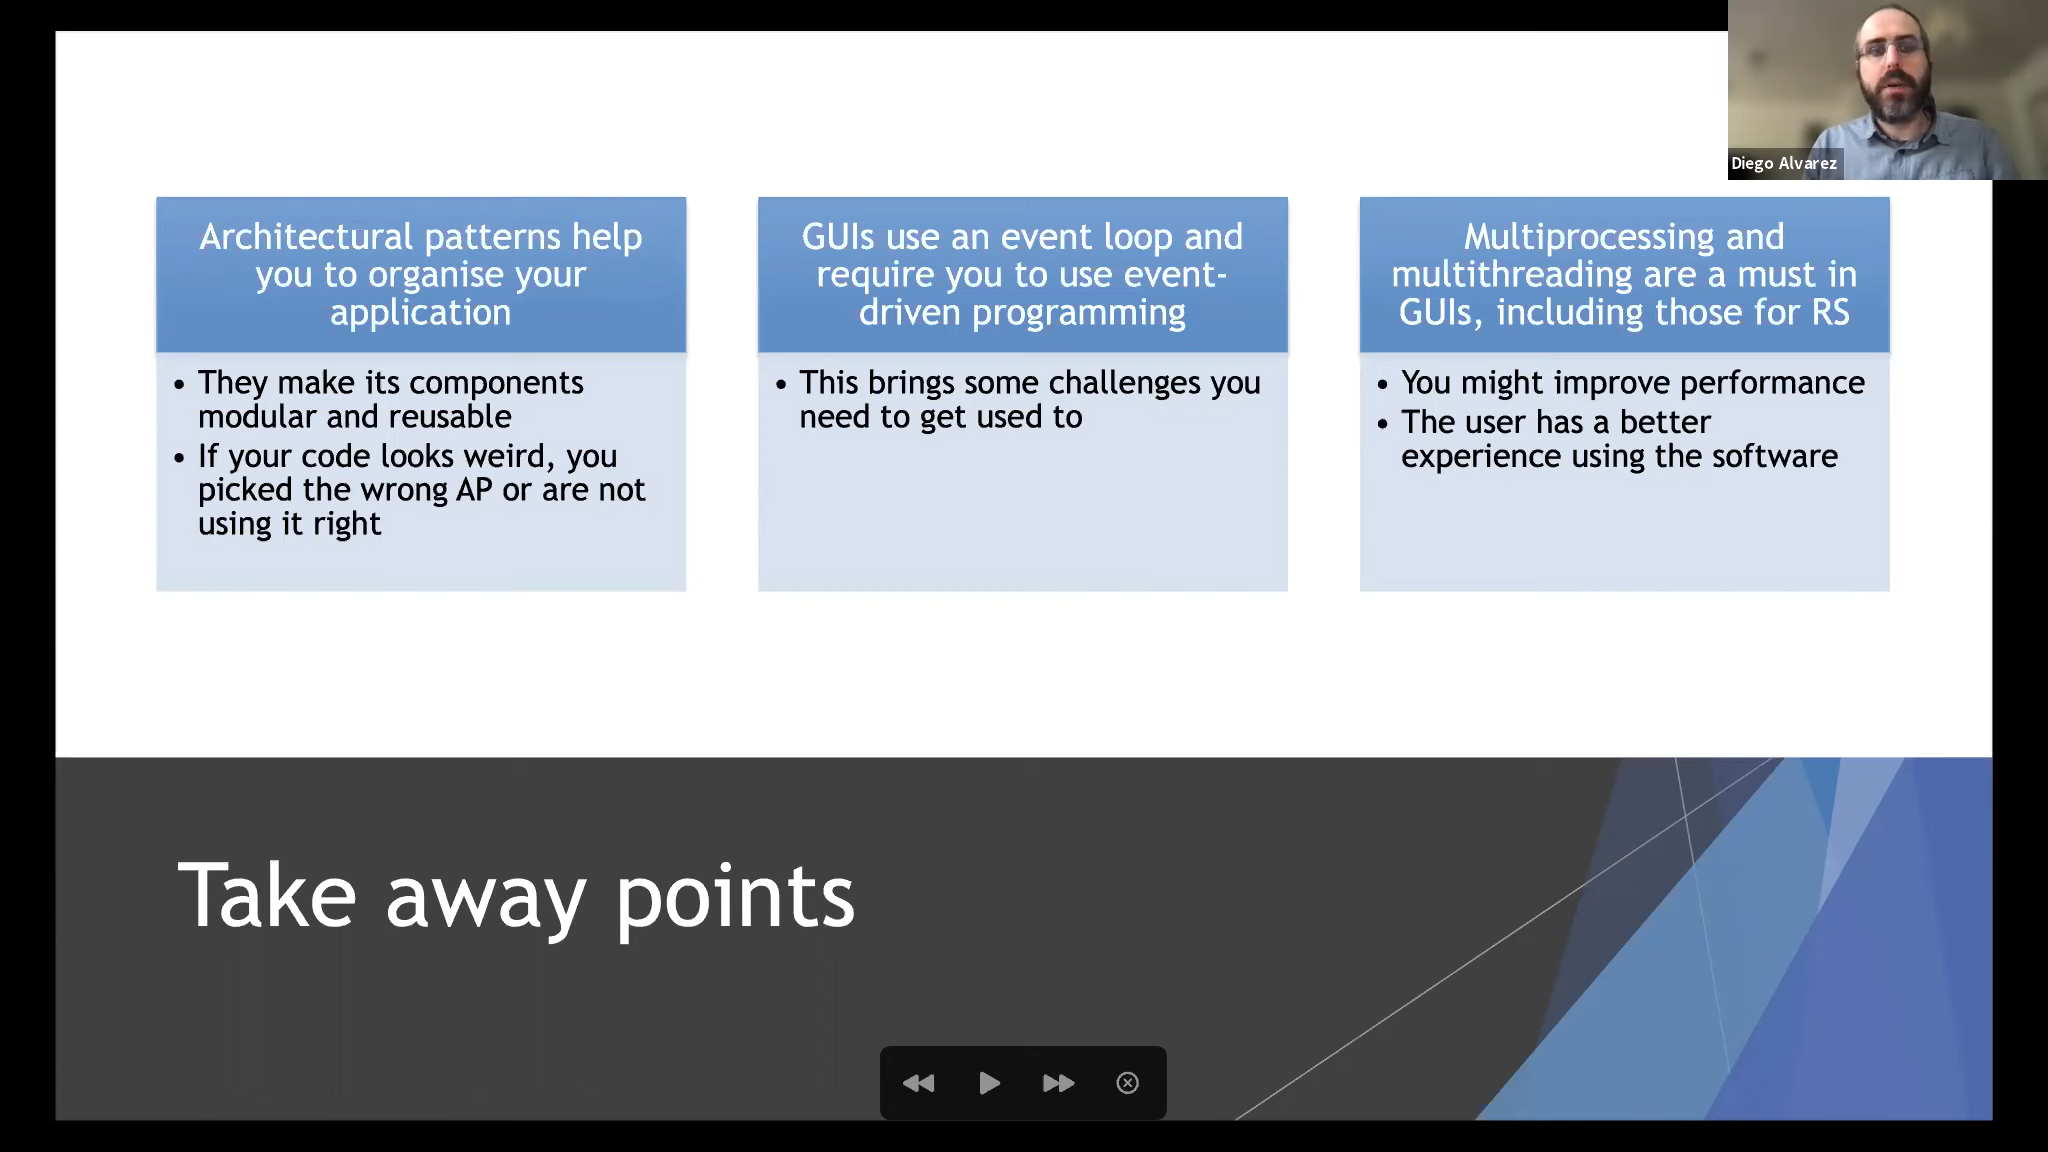 Diego Alvarez
Architectural patterns help
you to organise your
application
• They make its components
modular and reusable
• If your code looks weird, you
picked the wrong AP or are not
using it right
GUIs use an event loop and
require you to use event-
driven programming
• This brings some challenges you
need to get used to
Multiprocessing and
multithreading are a must in
GUIs, including those for RS
• You might improve performance
• The user has a better
experience using the software
Take away points